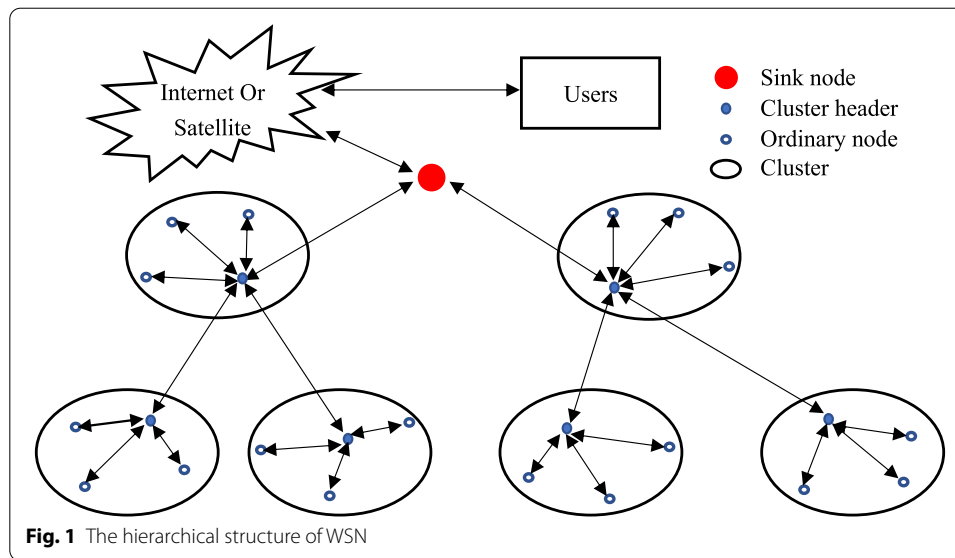 Internet Or
Satellite
Users
Sink node
Cluster header
Ordinary node
Cluster
Fig. 1 The hierarchical structure of WSN